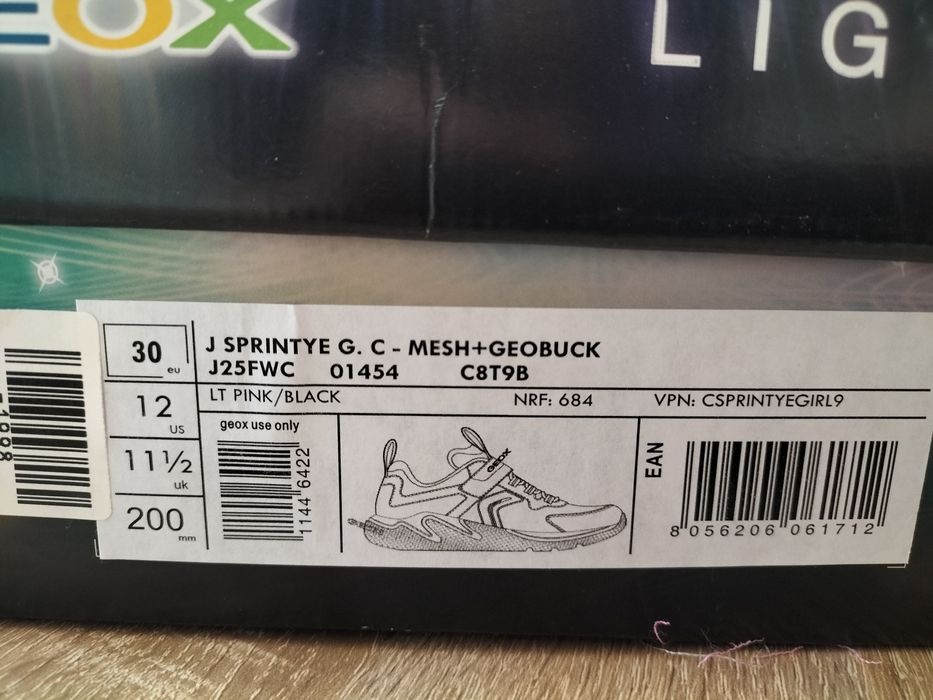 EOX
LIG
30 eu
12 US
11½ uk
200 mm
J SPRINTYE G. C - MESH+GEOBUCK
J25FWC 01454 C8T9B
LT PINK/BLACK NRF: 684 VPN: CSPRINTYEGIRL9
geox use only
1144 6422
GEOX
EAN
8 056206 061712